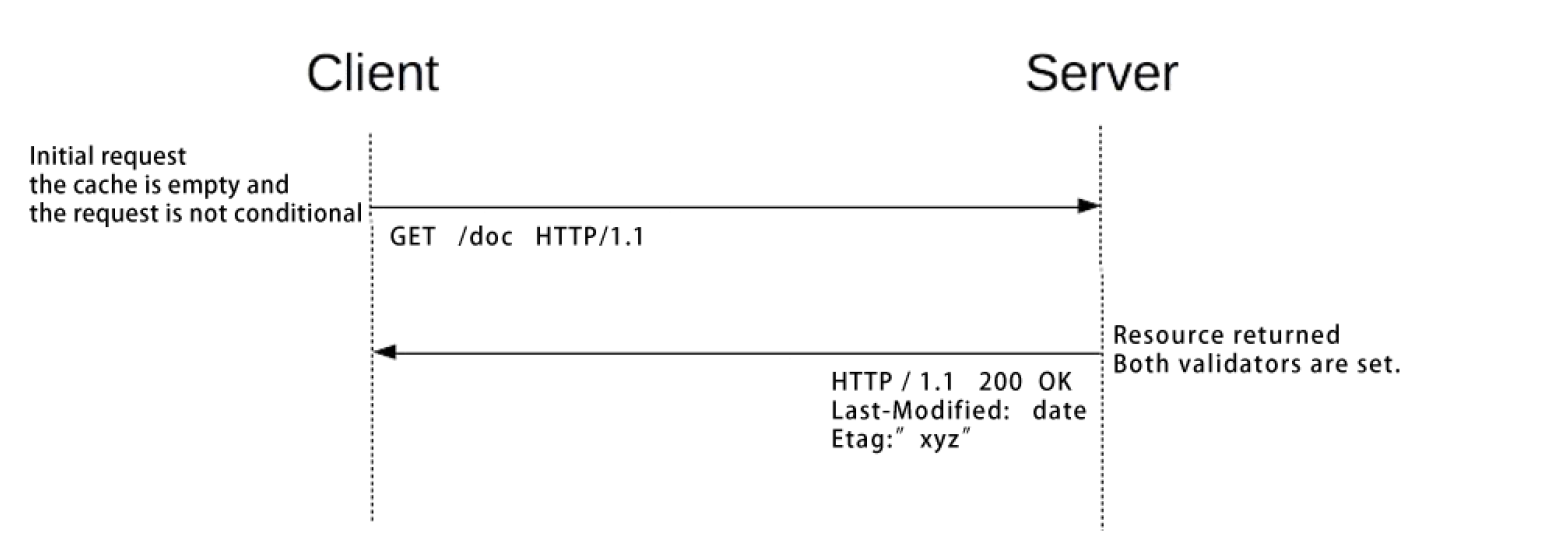 Client
Server
Initial request
the cache is empty and
the request is not conditional
GET /doc HTTP/1.1
Resource returned
Both validators are set.
HTTP / 1.1 200 OK
Last-Modified: date
Etag:″ xyz″